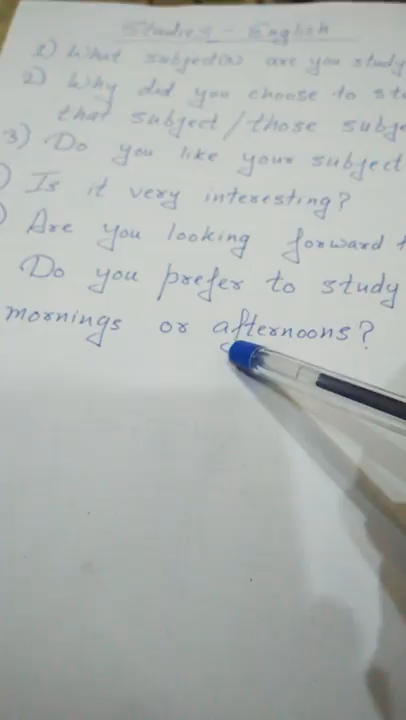 Studies - English
1) What subject(s) are you study
2) Why did you choose to st
that subject / those subje
3) Do you like your subject
) Is it very interesting?
) Are you looking forward t
Do you prefer to study
mornings or afternoons?